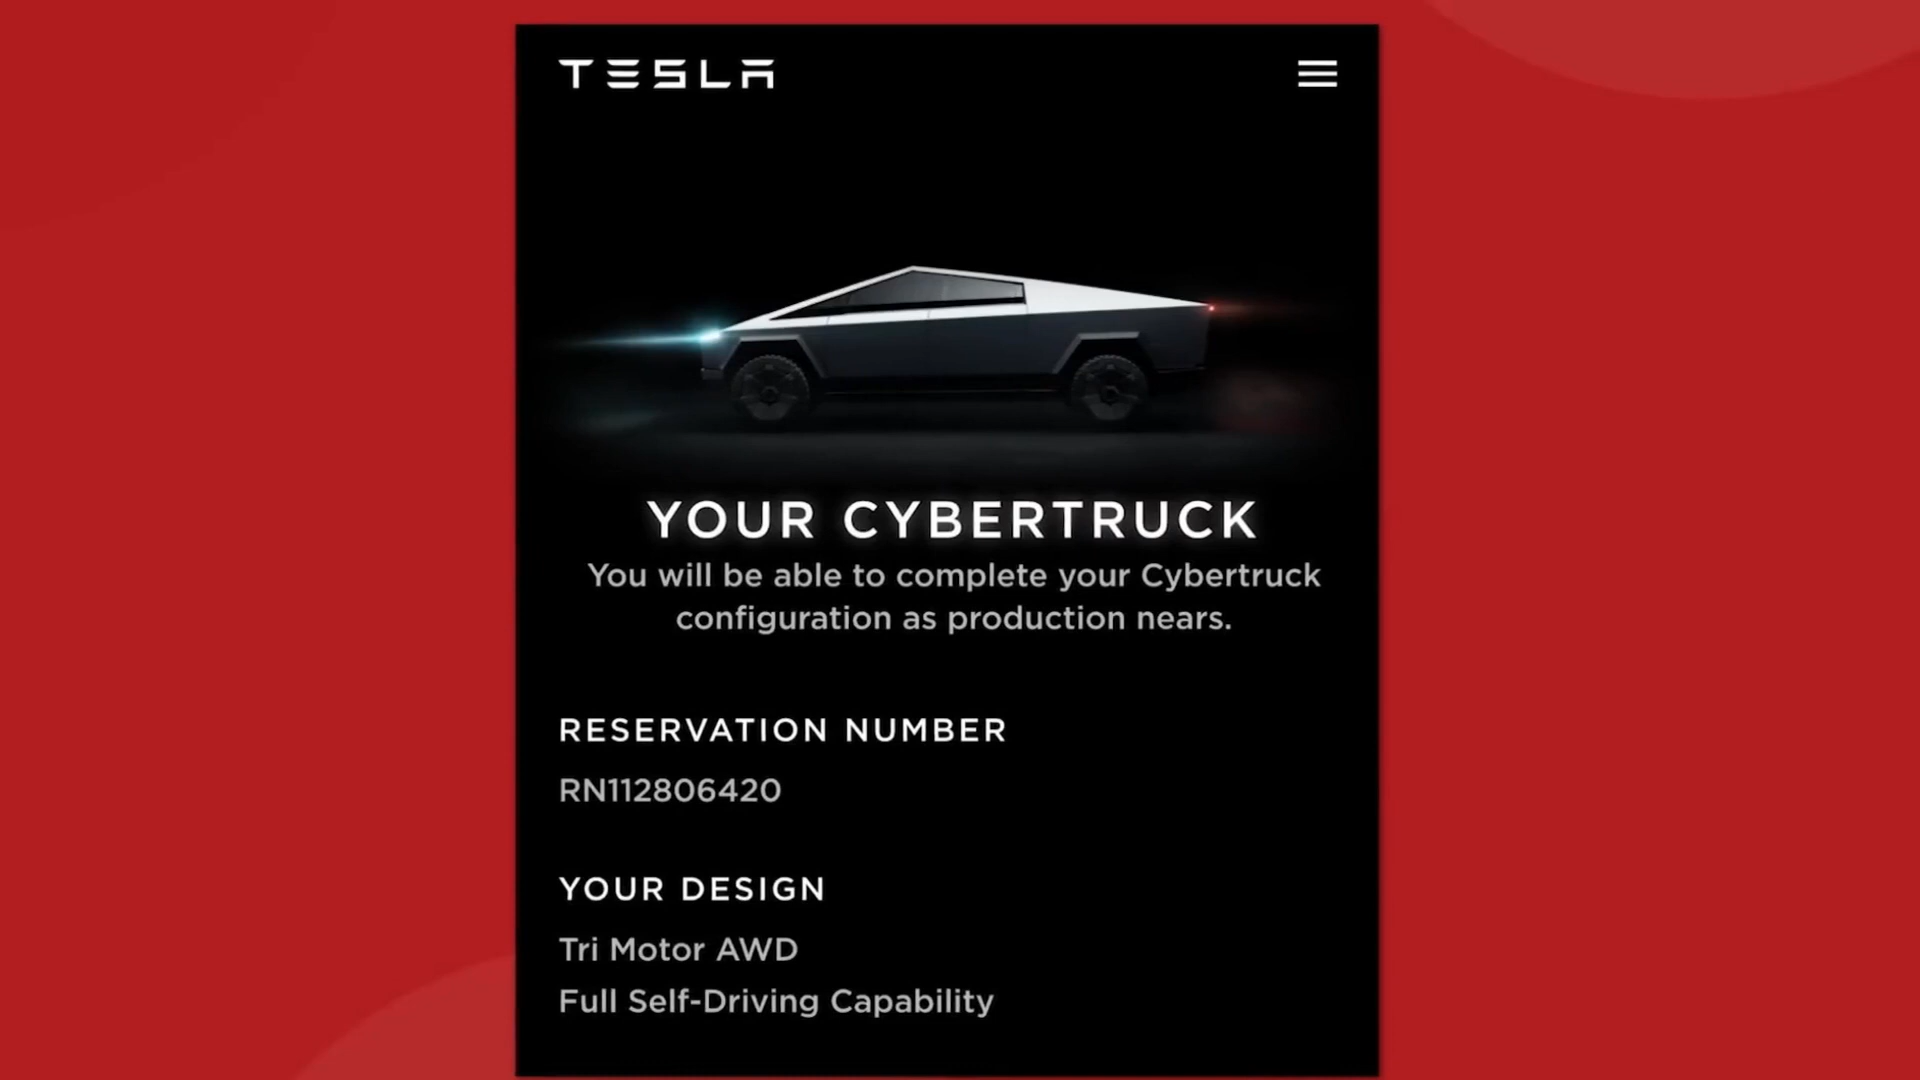 TESLA
YOUR CYBERTRUCK
You will be able to complete your Cybertruck
configuration as production nears.
RESERVATION NUMBER
RN112806420
YOUR DESIGN
Tri Motor AWD
Full Self-Driving Capability